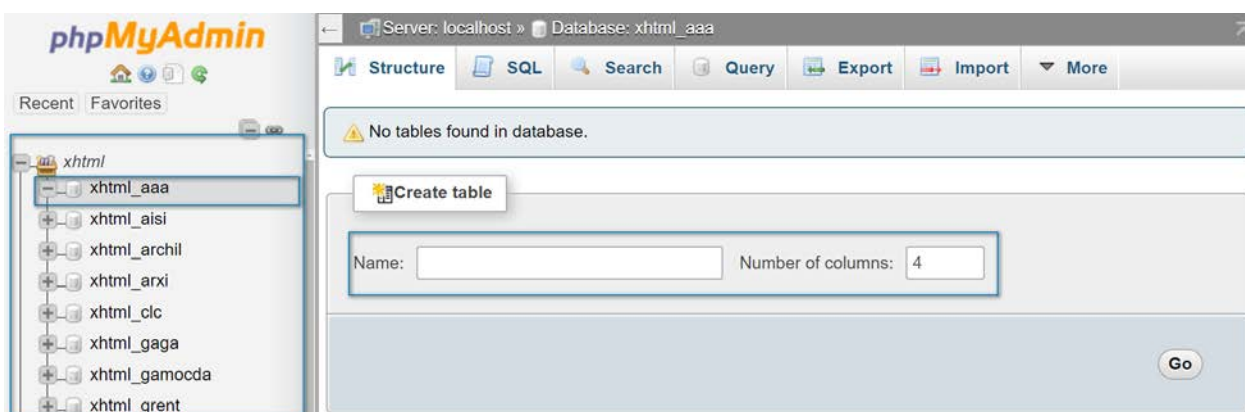 phpMyAdmin
Recent Favorites
xhtml
xhtml_aaa
xhtml_aisi
xhtml_archil
xhtml_arxi
xhtml_clc
xhtml_gaga
xhtml_gamocda
xhtml_grent
← Server: localhost » Database: xhtml_aaa
Structure SQL Search Query Export Import More
No tables found in database.
Create table
Name: Number of columns: 4
Go